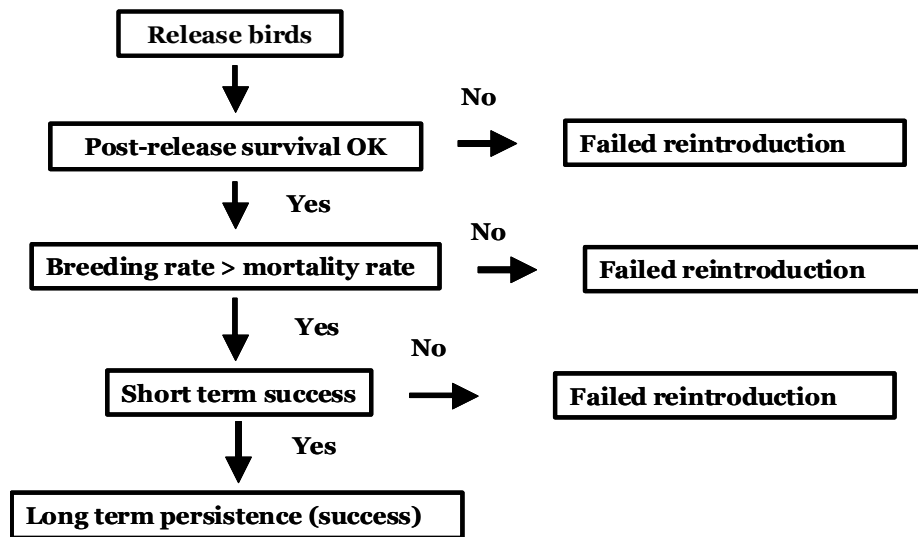 Release birds
No
Post-release survival OK
Failed reintroduction
Yes
No
Breeding rate > mortality rate
Failed reintroduction
Yes
No
Short term success
Failed reintroduction
Yes
Long term persistence (success)